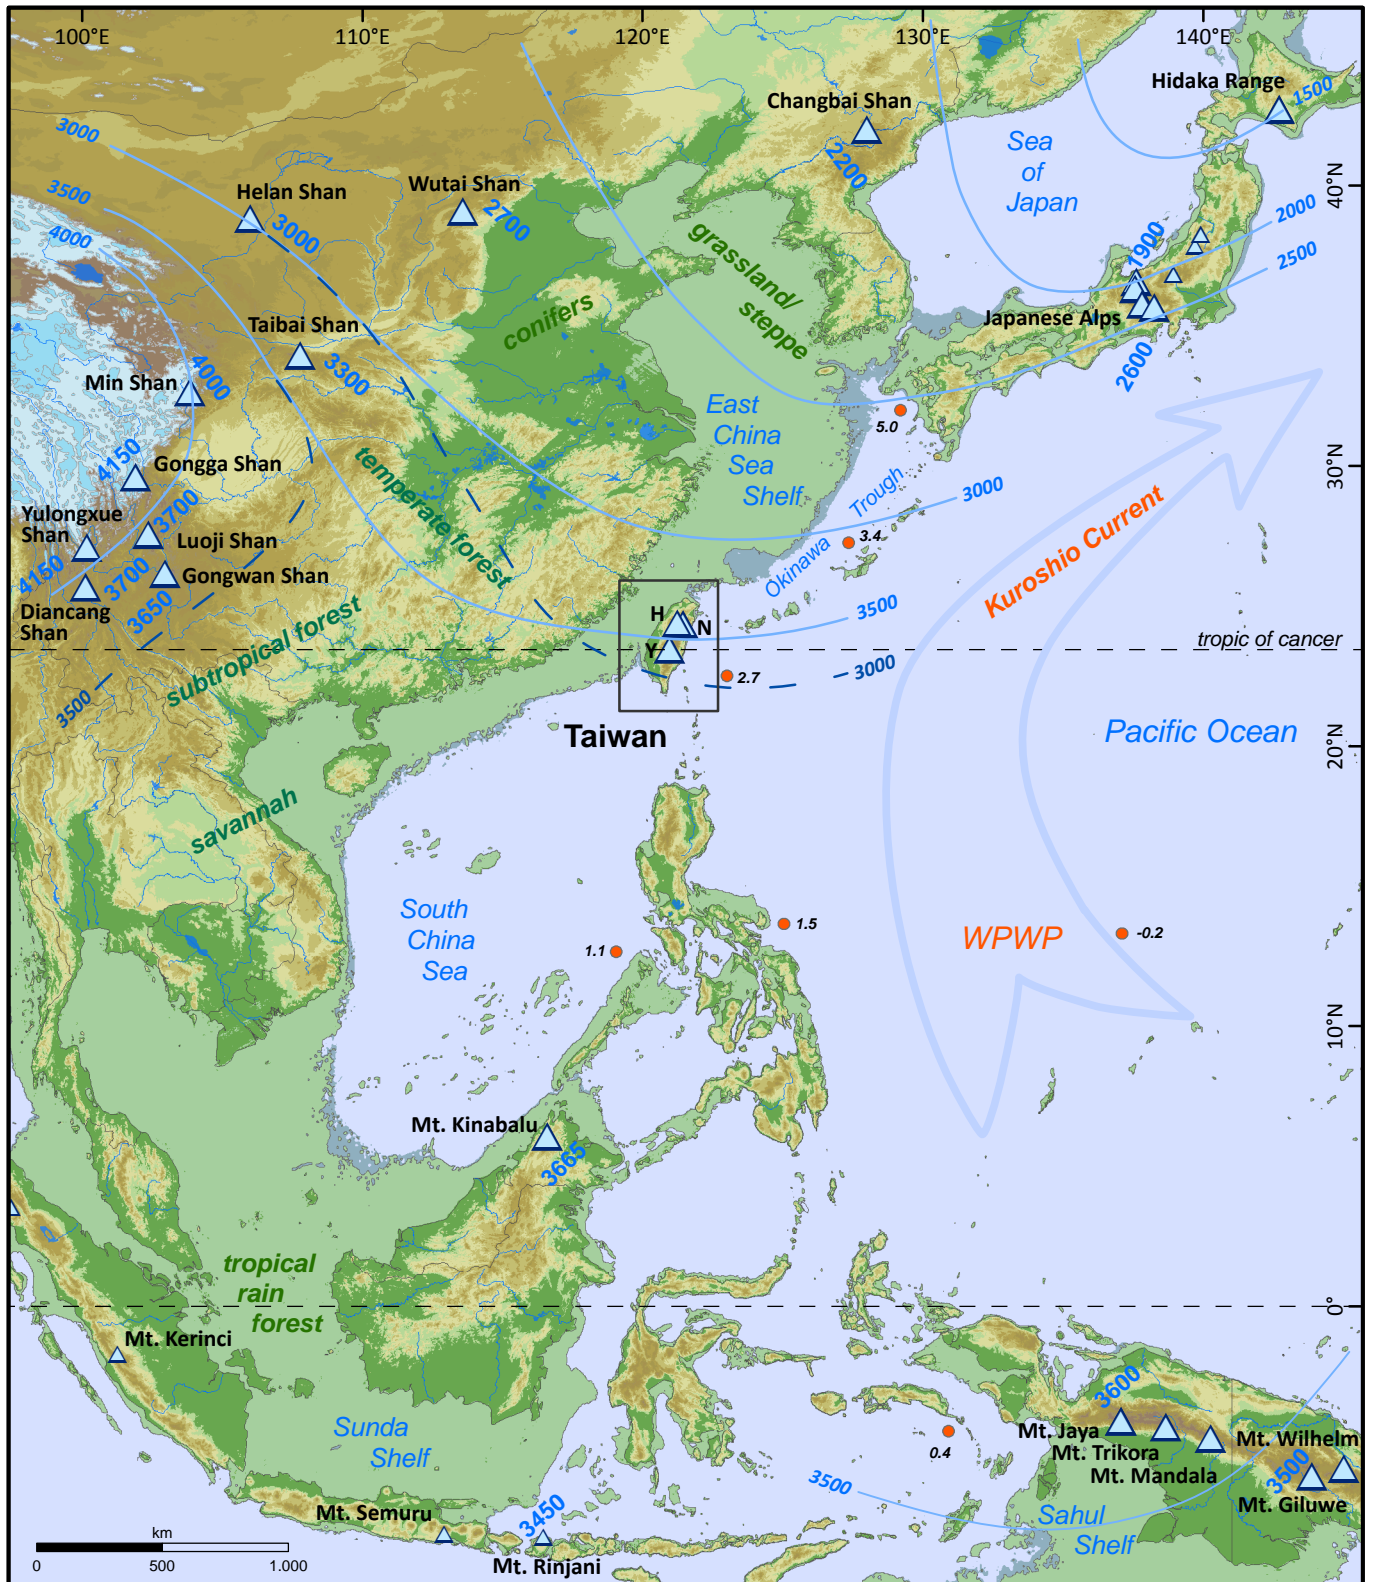 100°E
110°E
120°E
130°E
140°E
Hidaka Range
1500
Changbai Shan
2200
Sea
of
Japan
40°N
3000
3500
4000
Helan Shan
3000
Wutai Shan
2700
grassland/
steppe
1900
2000
2500
conifers
Japanese Alps
2600
Taibai Shan
3300
Min Shan
4000
East
China
Sea
Shelf
5.0
30°N
4150
Gongga Shan
temperate forest
Trough
3000
Yulongxue
Shan
3700
Luoji Shan
3.4
Okinawa
Kuroshio Current
4150
3700
Gongwan Shan
Diancang
Shan
3650
3500
H
N
Y
tropic of cancer
subtropical forest
3500
2.7
3000
Taiwan
Pacific Ocean
20°N
savannah
South
China
Sea
1.5
1.1
WPWP
-0.2
10°N
Mt. Kinabalu
3665
tropical
rain
forest
0°
Mt. Kerinci
3600
Sunda
Shelf
0.4
Mt. Jaya
Mt. Trikora
Mt. Mandala
Mt. Wilhelm
3500
Mt. Giluwe
3500
Sahul
Shelf
Mt. Semuru
3450
Mt. Rinjani
km
0
500
1.000